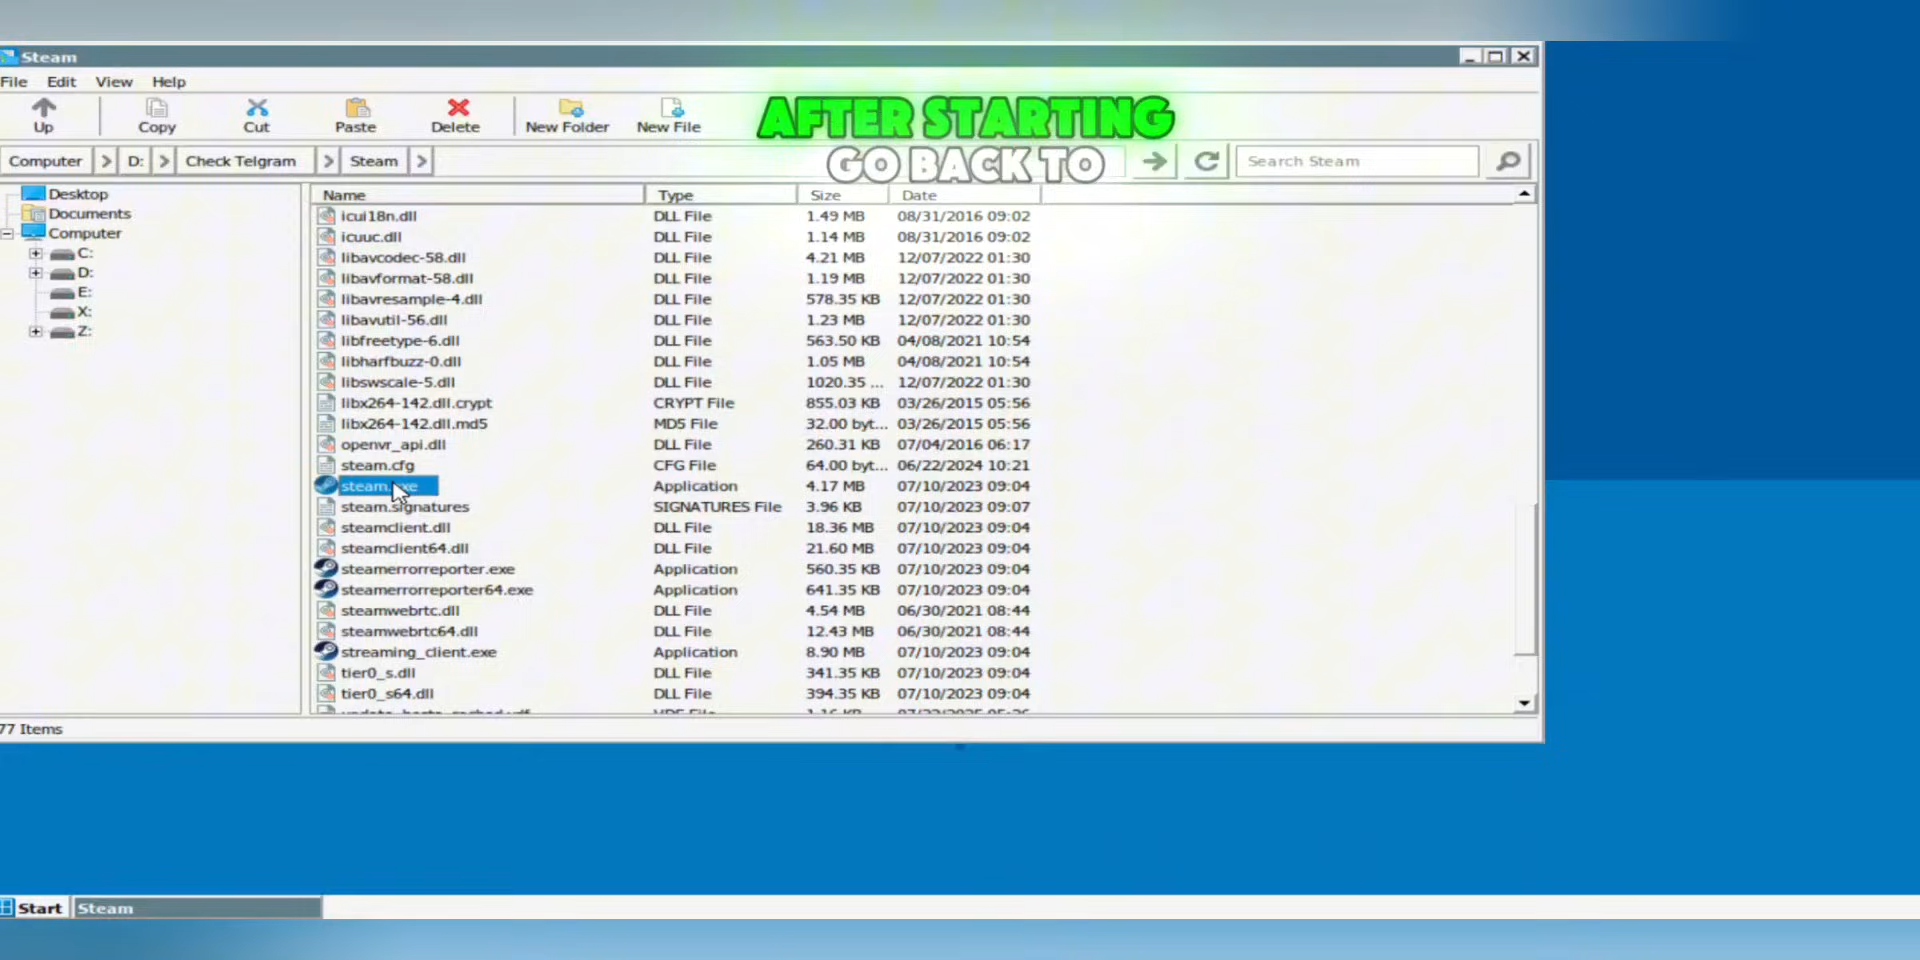 Steam
File Edit View Help
Up Copy Cut Paste Delete New Folder New File
AFTER STARTING
GO BACK TO
Computer D: Check Telgram Steam Search Steam
Desktop
Documents
Computer
C:
D:
E:
X:
Z:
Name Type Size Date
icui18n.dll DLL File 1.49 MB 08/31/2016 09:02
icuuc.dll DLL File 1.14 MB 08/31/2016 09:02
libavcodec-58.dll DLL File 4.21 MB 12/07/2022 01:30
libavformat-58.dll DLL File 1.19 MB 12/07/2022 01:30
libavresample-4.dll DLL File 578.35 KB 12/07/2022 01:30
libavutil-56.dll DLL File 1.23 MB 12/07/2022 01:30
libfreetype-6.dll DLL File 563.50 KB 04/08/2021 10:54
libharfbuzz-0.dll DLL File 1.05 MB 04/08/2021 10:54
libswscale-5.dll DLL File 1020.35 ... 12/07/2022 01:30
libx264-142.dll.crypt CRYPT File 855.03 KB 03/26/2015 05:56
libx264-142.dll.md5 MD5 File 32.00 byt... 03/26/2015 05:56
openvr_api.dll DLL File 260.31 KB 07/04/2016 06:17
steam.cfg CFG File 64.00 byt... 06/22/2024 10:21
steam.exe Application 4.17 MB 07/10/2023 09:04
steam.signatures SIGNATURES File 3.96 KB 07/10/2023 09:07
steamclient.dll DLL File 18.36 MB 07/10/2023 09:04
steamclient64.dll DLL File 21.60 MB 07/10/2023 09:04
steamerrorreporter.exe Application 560.35 KB 07/10/2023 09:04
steamerrorreporter64.exe Application 641.35 KB 07/10/2023 09:04
steamwebrtc.dll DLL File 4.54 MB 06/30/2021 08:44
steamwebrtc64.dll DLL File 12.43 MB 06/30/2021 08:44
streaming_client.exe Application 8.90 MB 07/10/2023 09:04
tier0_s.dll DLL File 341.35 KB 07/10/2023 09:04
tier0_s64.dll DLL File 394.35 KB 07/10/2023 09:04
77 Items
Start Steam